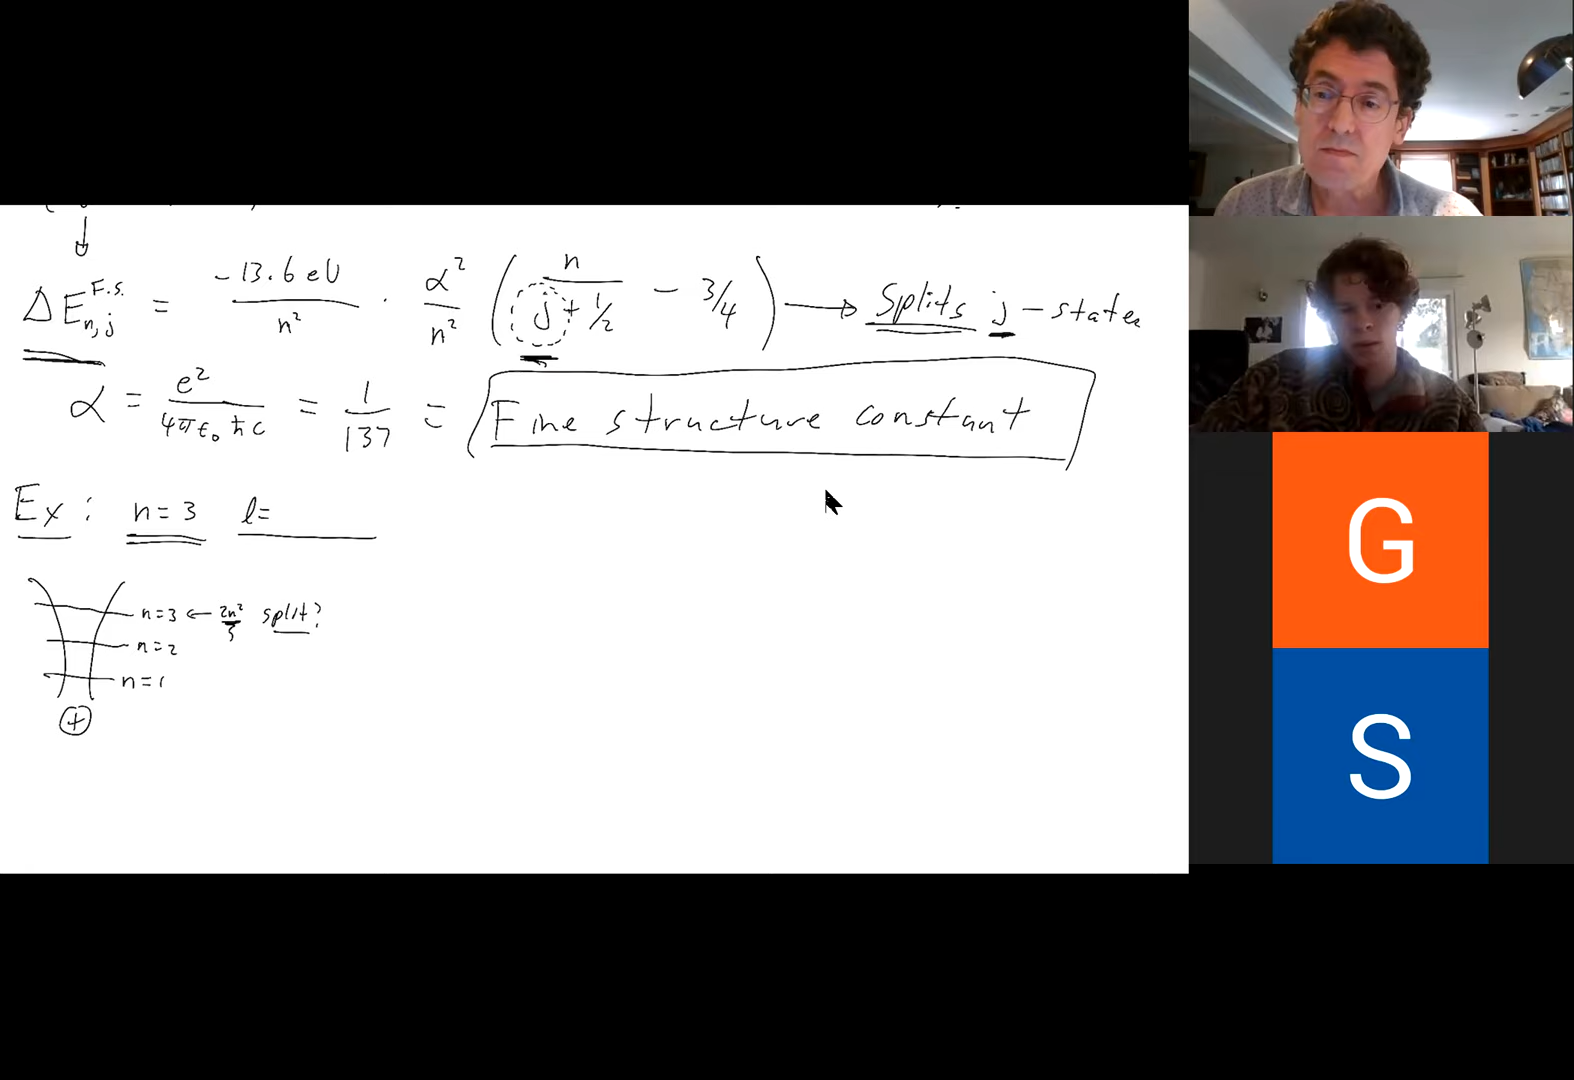 ΔE_{n,j}^{F.s.} = -13.6 eV / n² · α² / n² ( n / (j + 1/2) - 3/4 ) → Splits j-states
α = e² / 4πε₀ħc = 1 / 137 = Fine structure constant
Ex: n=3 l=
n=3 ← 2n² split?
n=2
n=1
+
G
S